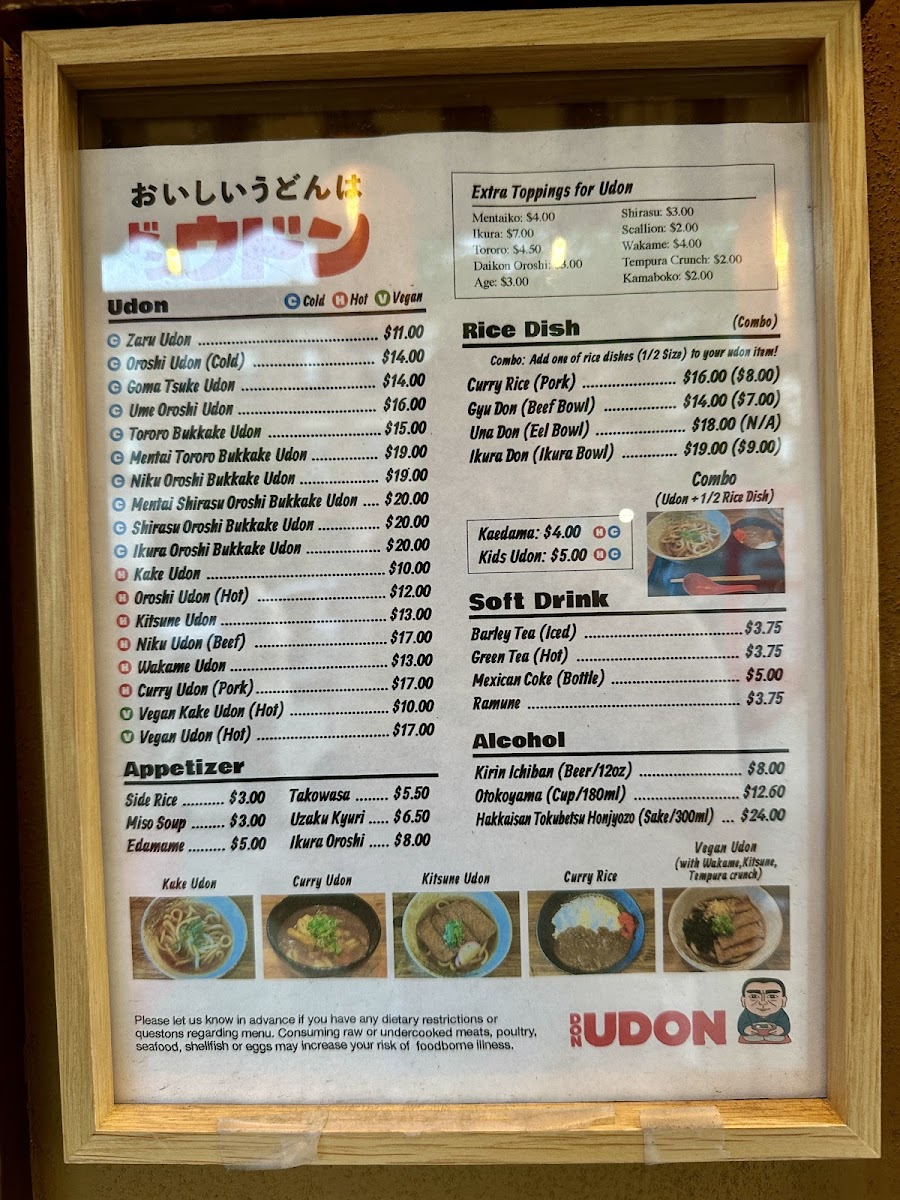 おいしいうどんは
ドンウドン
Udon
C Cold H Hot V Vegan
C Zaru Udon ........ $11.00
C Oroshi Udon (Cold) ........ $14.00
C Goma Tsuke Udon ........ $14.00
C Ume Oroshi Udon ........ $16.00
C Tororo Bukkake Udon ........ $15.00
C Mentai Tororo Bukkake Udon ........ $19.00
C Niku Oroshi Bukkake Udon ........ $19.00
C Mentai Shirasu Oroshi Bukkake Udon .... $20.00
C Shirasu Oroshi Bukkake Udon ........ $20.00
C Ikura Oroshi Bukkake Udon ........ $20.00
H Kake Udon ........ $10.00
H Oroshi Udon (Hot) ........ $12.00
H Kitsune Udon ........ $13.00
H Niku Udon (Beef) ........ $17.00
H Wakame Udon ........ $13.00
H Curry Udon (Pork) ........ $17.00
V Vegan Kake Udon (Hot) ........ $10.00
V Vegan Udon (Hot) ........ $17.00
Appetizer
Side Rice .......... $3.00
Miso Soup ........ $3.00
Edamame ......... $5.00
Takowasa ........ $5.50
Uzaku Kyuri ..... $6.50
Ikura Oroshi ..... $8.00
Extra Toppings for Udon
Mentaiko: $4.00
Ikura: $7.00
Tororo: $4.50
Daikon Oroshi:
Age: $3.00
Shirasu: $3.00
Scallion: $2.00
Wakame: $4.00
Tempura Crunch: $2.00
Kamaboko: $2.00
Rice Dish
(Combo)
Combo: Add one of rice dishes (1/2 Size) to your udon item!
Curry Rice (Pork) ........ $16.00 ($8.00)
Gyu Don (Beef Bowl) ........ $14.00 ($7.00)
Una Don (Eel Bowl) ........ $18.00 (N/A)
Ikura Don (Ikura Bowl) ........ $19.00 ($9.00)
Combo
(Udon + 1/2 Rice Dish)
Kaedama: $4.00 H C
Kids Udon: $5.00 H C
Soft Drink
Barley Tea (Iced) ........ $3.75
Green Tea (Hot) ........ $3.75
Mexican Coke (Bottle) ........ $5.00
Ramune ........ $3.75
Alcohol
Kirin Ichiban (Beer/12oz) ........ $8.00
Otokoyama (Cup/180ml) ........ $12.60
Hakkaisan Tokubetsu Honjyozo (Sake/300ml) ... $24.00
Kake Udon
Curry Udon
Kitsune Udon
Curry Rice
Vegan Udon
(with Wakame,Kitsune,
Tempura crunch)
Please let us know in advance if you have any dietary restrictions or
questons regarding menu. Consuming raw or undercooked meats, poultry,
seafood, shellfish or eggs may increase your risk of foodborne illness.
DON UDON